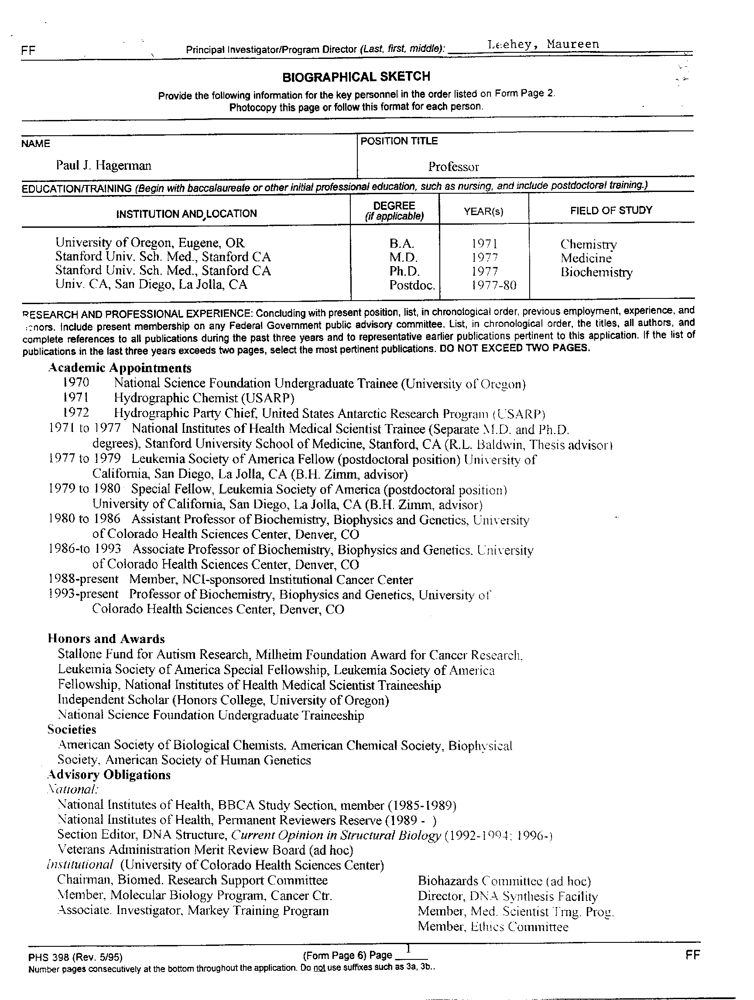 FF
Principal Investigator/Program Director (Last, first, middle): Leehey, Maureen
BIOGRAPHICAL SKETCH
Provide the following information for the key personnel in the order listed on Form Page 2.
Photocopy this page or follow this format for each person.
NAME
POSITION TITLE
Paul J. Hagerman
Professor
EDUCATION/TRAINING (Begin with baccalaureate or other initial professional education, such as nursing, and include postdoctoral training.)
INSTITUTION AND LOCATION
DEGREE (if applicable)
YEAR(s)
FIELD OF STUDY
University of Oregon, Eugene, OR B.A. 1971 Chemistry
Stanford Univ. Sch. Med., Stanford CA M.D. 1977 Medicine
Stanford Univ. Sch. Med., Stanford CA Ph.D. 1977 Biochemistry
Univ. CA, San Diego, La Jolla, CA Postdoc. 1977-80
RESEARCH AND PROFESSIONAL EXPERIENCE: Concluding with present position, list, in chronological order, previous employment, experience, and
honors. Include present membership on any Federal Government public advisory committee. List, in chronological order, the titles, all authors, and
complete references to all publications during the past three years and to representative earlier publications pertinent to this application. If the list of
publications in the last three years exceeds two pages, select the most pertinent publications. DO NOT EXCEED TWO PAGES.
Academic Appointments
1970 National Science Foundation Undergraduate Trainee (University of Oregon)
1971 Hydrographic Chemist (USARP)
1972 Hydrographic Party Chief, United States Antarctic Research Program (USARP)
1971 to 1977 National Institutes of Health Medical Scientist Trainee (Separate M.D. and Ph.D.
degrees), Stanford University School of Medicine, Stanford, CA (R.L. Baldwin, Thesis advisor)
1977 to 1979 Leukemia Society of America Fellow (postdoctoral position) University of
California, San Diego, La Jolla, CA (B.H. Zimm, advisor)
1979 to 1980 Special Fellow, Leukemia Society of America (postdoctoral position)
University of California, San Diego, La Jolla, CA (B.H. Zimm, advisor)
1980 to 1986 Assistant Professor of Biochemistry, Biophysics and Genetics, University
of Colorado Health Sciences Center, Denver, CO
1986-to 1993 Associate Professor of Biochemistry, Biophysics and Genetics. University
of Colorado Health Sciences Center, Denver, CO
1988-present Member, NCI-sponsored Institutional Cancer Center
1993-present Professor of Biochemistry, Biophysics and Genetics, University of
Colorado Health Sciences Center, Denver, CO
Honors and Awards
Stallone Fund for Autism Research, Milheim Foundation Award for Cancer Research,
Leukemia Society of America Special Fellowship, Leukemia Society of America
Fellowship, National Institutes of Health Medical Scientist Traineeship
Independent Scholar (Honors College, University of Oregon)
National Science Foundation Undergraduate Traineeship
Societies
American Society of Biological Chemists. American Chemical Society, Biophysical
Society, American Society of Human Genetics
Advisory Obligations
National:
National Institutes of Health, BBCA Study Section, member (1985-1989)
National Institutes of Health, Permanent Reviewers Reserve (1989 - )
Section Editor, DNA Structure, Current Opinion in Structural Biology (1992-1994; 1996-)
Veterans Administration Merit Review Board (ad hoc)
Institutional (University of Colorado Health Sciences Center)
Chairman, Biomed. Research Support Committee Biohazards Committee (ad hoc)
Member, Molecular Biology Program, Cancer Ctr. Director, DNA Synthesis Facility
Associate. Investigator, Markey Training Program Member, Med. Scientist Trng. Prog.
Member, Ethics Committee
PHS 398 (Rev. 5/95) (Form Page 6) Page 1 FF
Number pages consecutively at the bottom throughout the application. Do not use suffixes such as 3a, 3b..